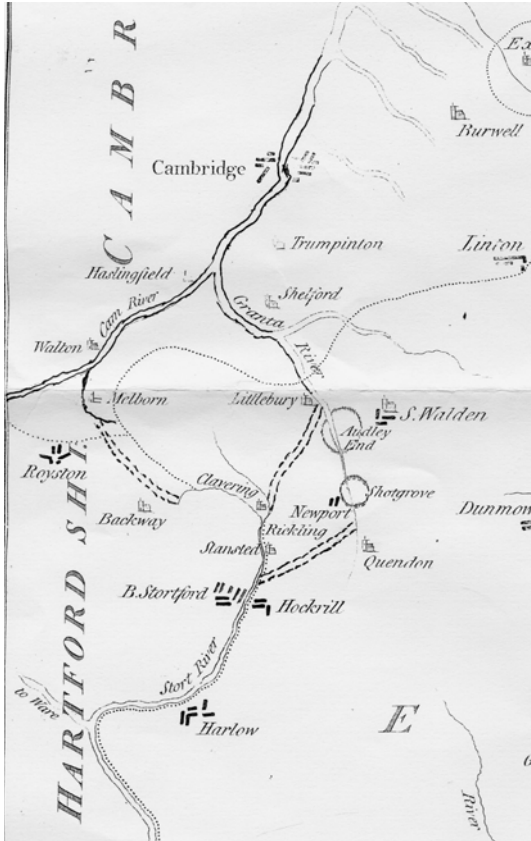 CAMBR
Ex
Burwell
Cambridge
Trumpinton
Linton
Haslingfield
Shelford
Cam River
Granta
River
Walton
Melborn
Littlebury
S. Walden
Audley
End
Royston
Clavering
Shotgrove
Backway
Rickling
Newport
Dunmow
Stansted
Quendon
B. Stortford
Hockrill
Stort River
to Ware
Harlow
HARTFORD SHI
E
River